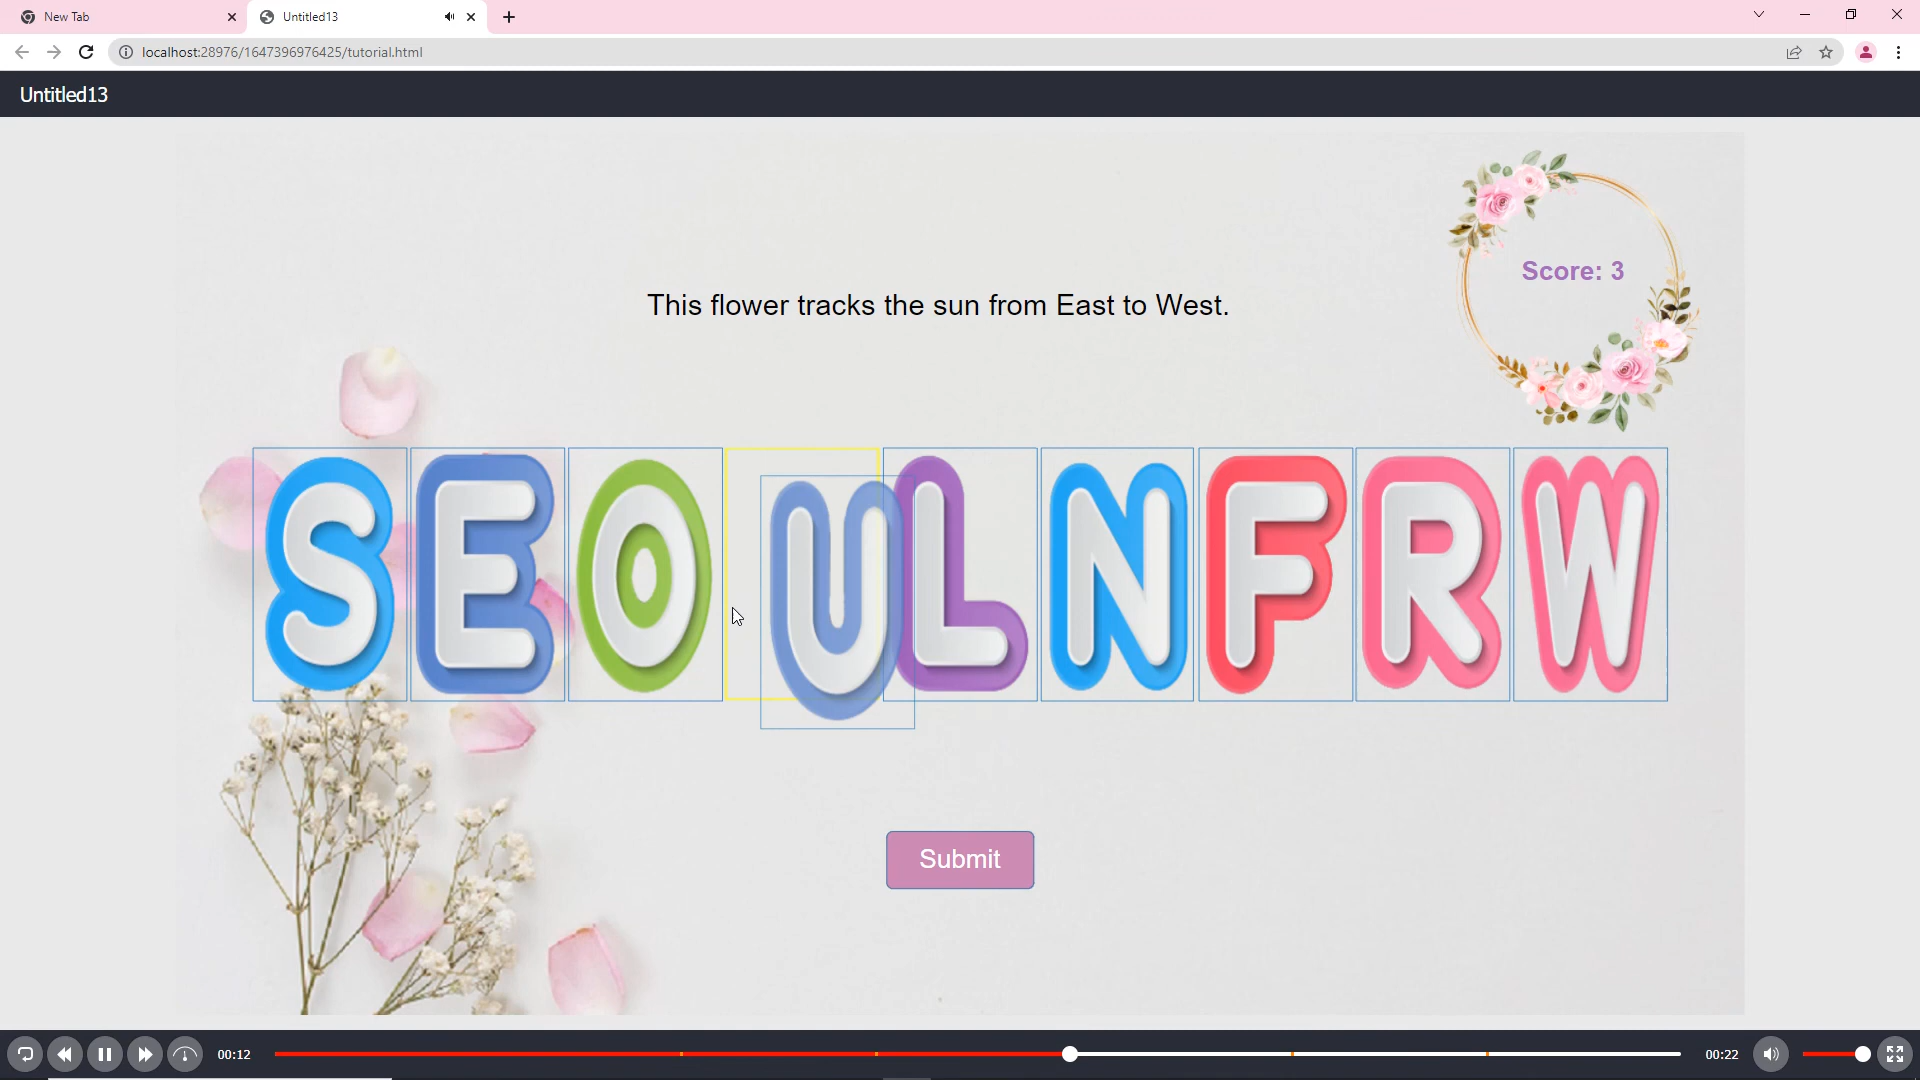 New Tab
Untitled13
localhost:28976/1647396976425/tutorial.html
Untitled13
Score: 3
This flower tracks the sun from East to West.
S E O U L N F R W
Submit
00:12
00:22